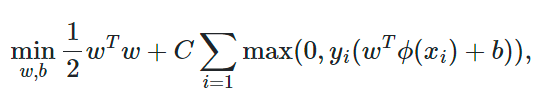 \min_{w,b} \frac{1}{2} w^T w + C \sum_{i=1} \max(0, y_i(w^T \phi(x_i) + b)),